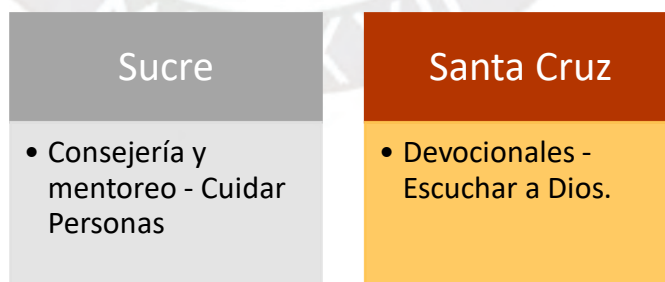 Sucre
• Consejería y
mentoreo - Cuidar
Personas
Santa Cruz
• Devocionales -
Escuchar a Dios.